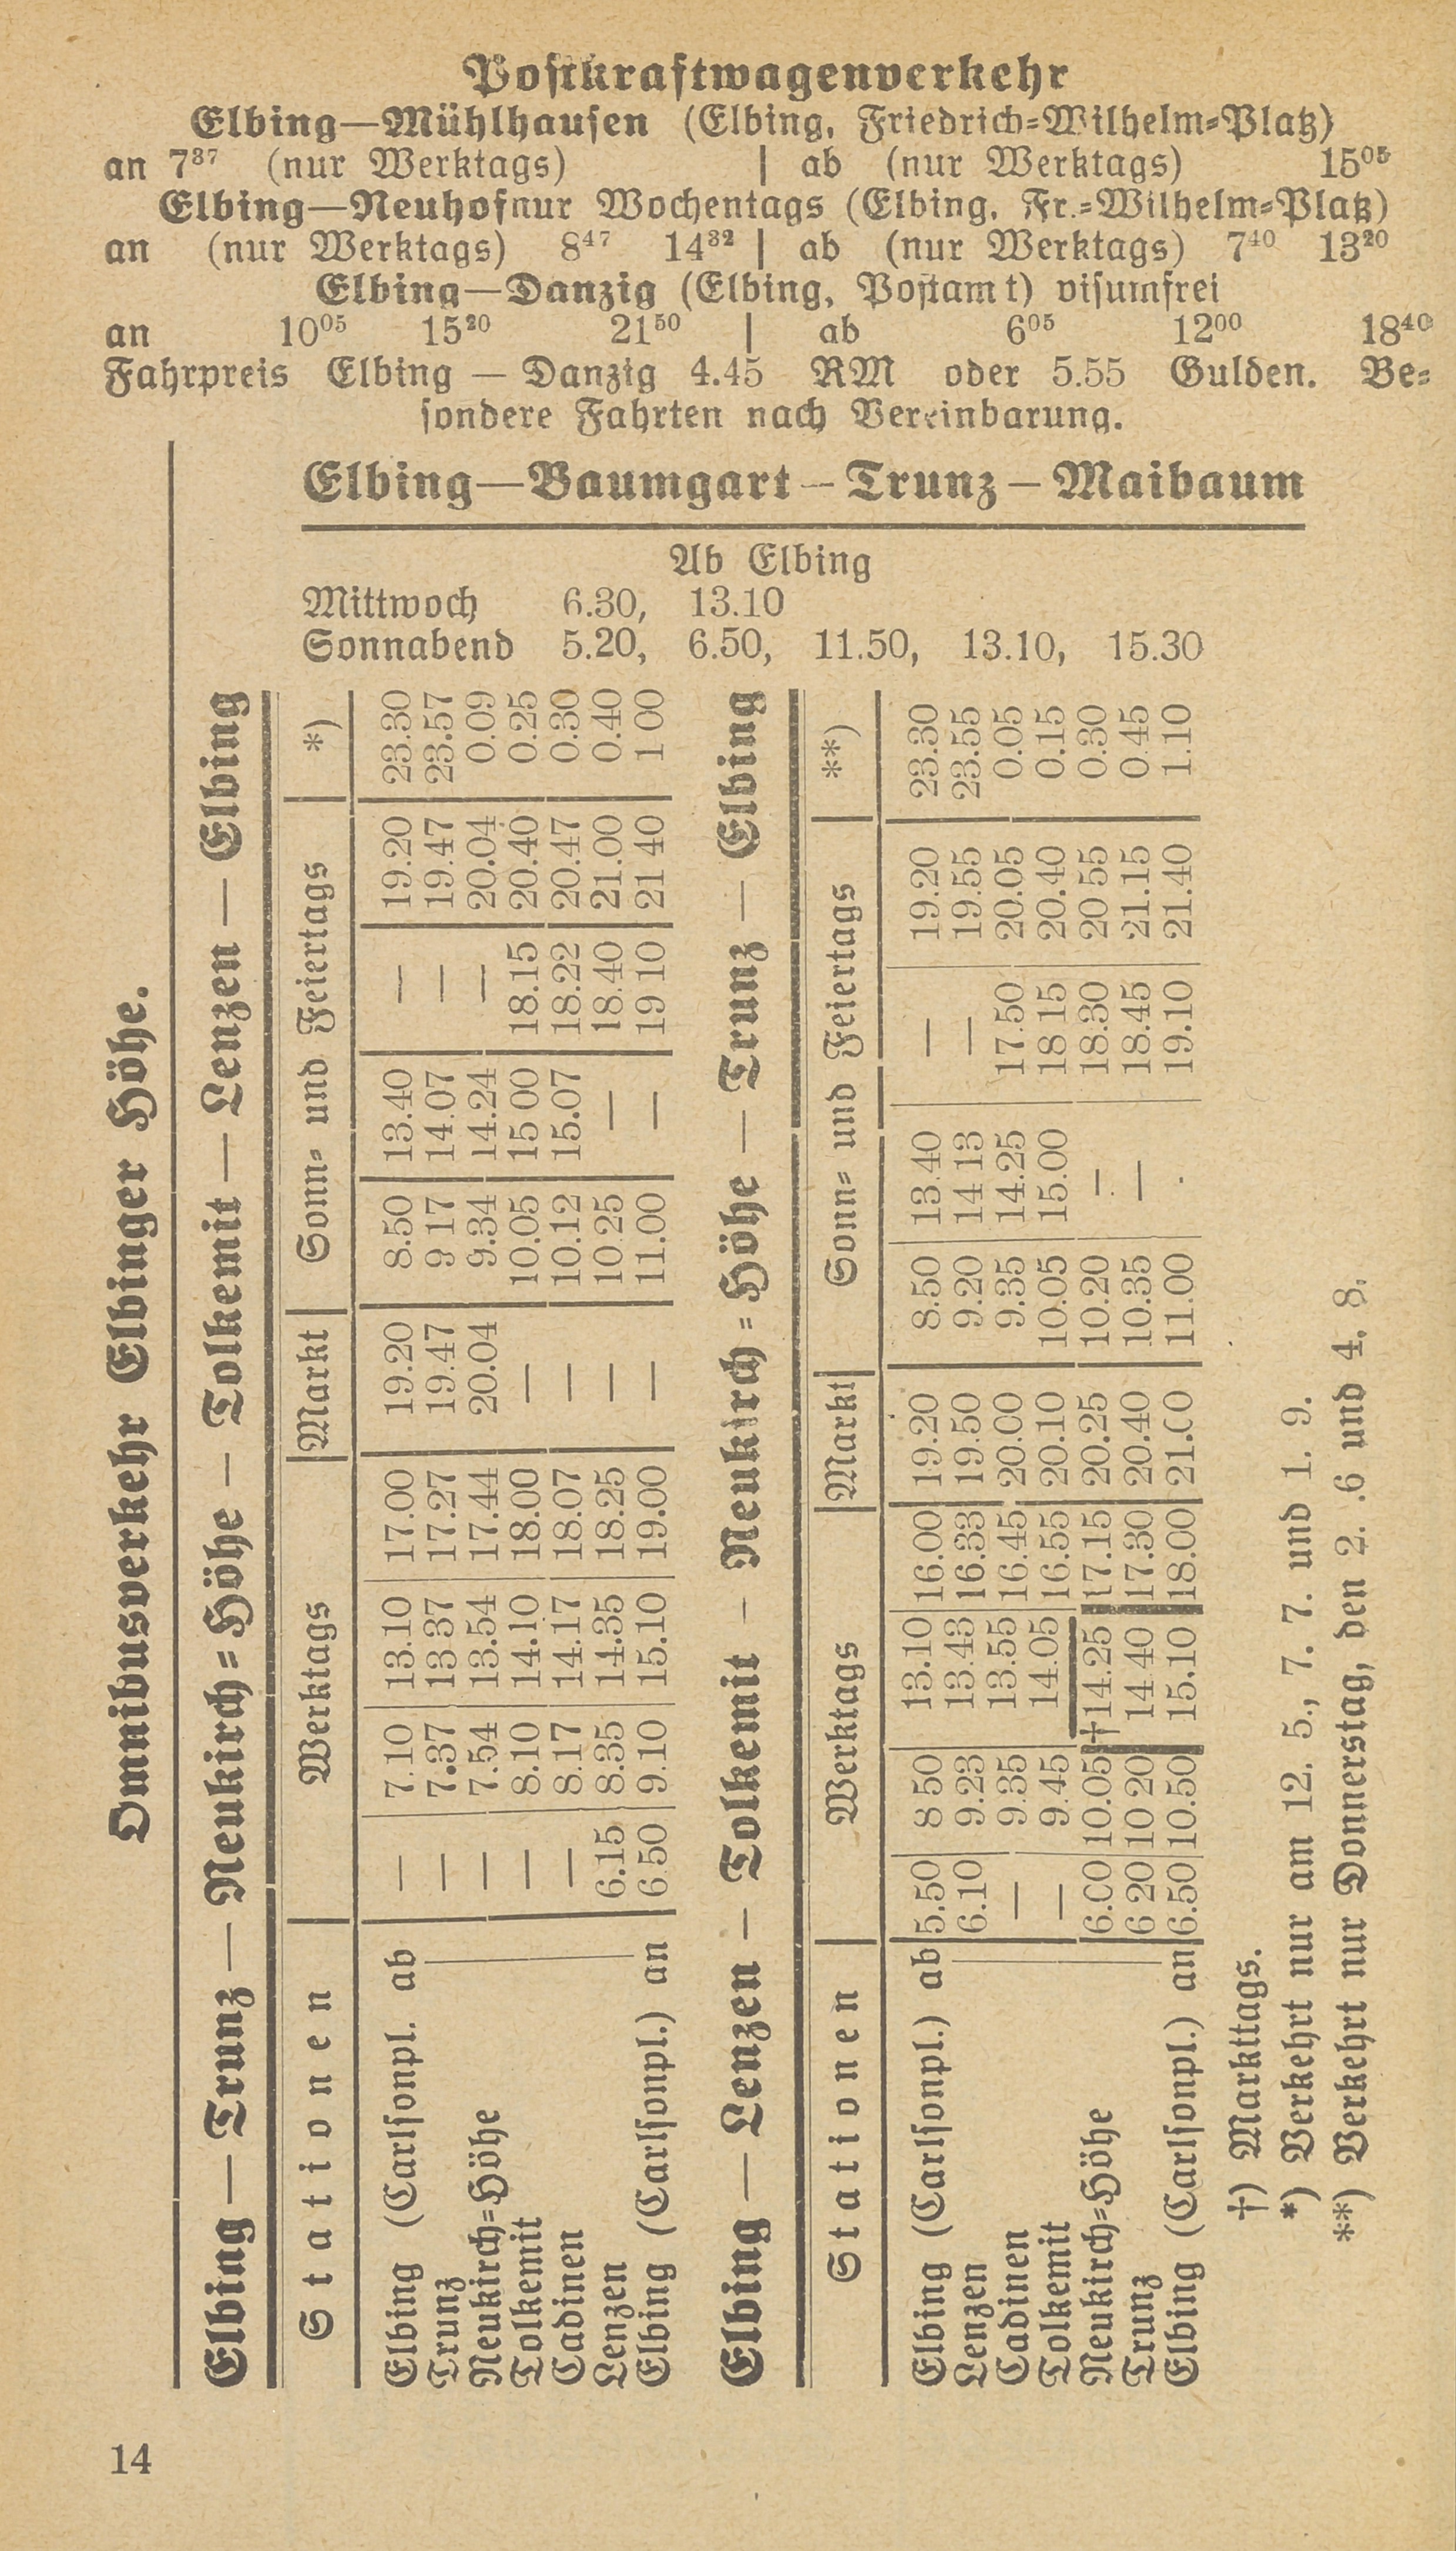 Postkraftwagenverkehr
Elbing—Mühlhausen (Elbing, Friedrich-Wilhelm-Platz)
an 7³⁷ (nur Werktags) | ab (nur Werktags) 15⁰⁵
Elbing—Neuhof nur Wochentags (Elbing, Fr.-Wilhelm-Platz)
an (nur Werktags) 8⁴⁷ 14³² | ab (nur Werktags) 7⁴⁰ 13²⁰
Elbing—Danzig (Elbing, Postamt) visumfrei
an 10⁰⁵ 15²⁰ 21⁵⁰ | ab 6⁰⁵ 12⁰⁰ 18⁴⁰
Fahrpreis Elbing — Danzig 4.45 RM oder 5.55 Gulden. Be-
sondere Fahrten nach Vereinbarung.
Elbing—Baumgart—Trunz—Maibaum
Ab Elbing
Mittwoch 6.30, 13.10
Sonnabend 5.20, 6.50, 11.50, 13.10, 15.30
Omnibusverkehr Elbinger Höhe.
Elbing — Trunz — Neukirch-Höhe — Tolkemit — Lenzen — Elbing
Stationen | Werktags | Markt | Sonn- und Feiertags | *)
Elbing (Carlsonpl. ab — 7.10 13.10 17.00 19.20 8.50 13.40 — 19.20 23.30
Trunz — 7.37 13 37 17.27 19.47 9 17 14.07 — 19.47 23.57
Neukirch-Höhe — 7.54 13.54 17.44 20.04 9.34 14.24 — 20.04 0.09
Tolkemit — 8.10 14.10 18.00 — 10.05 15 00 18.15 20.40 0.25
Cadinen — 8.17 14.17 18.07 — 10.12 15.07 18.22 20.47 0.30
Lenzen 6.15 8.35 14.35 18.25 — 10 25 — 18.40 21.00 0.40
Elbing (Carlsonpl.) an 6.50 9.10 15.10 19.00 — 11.00 — 19 10 21 40 1 00
Elbing — Lenzen — Tolkemit — Neukirch-Höhe — Trunz — Elbing
Stationen | Werktags | Markt | Sonn- und Feiertags | **)
Elbing (Carlsonpl.) ab 5.50 8 50 13.10 16.00 19.20 8.50 13.40 — 19.20 23.30
Lenzen 6.10 9.23 13.43 16.33 19.50 9.20 14 13 — 19.55 23.55
Cadinen — 9.35 13.55 16.45 20.00 9.35 14.25 17.50 20.05 0.05
Tolkemit — 9.45 14.05 16.55 20.10 10.05 15.00 18 15 20.40 0.15
Neukirch-Höhe 6.00 10.05 †14.25 17.15 20.25 10.20 — 18.30 20 55 0.30
Trunz 6 20 10 20 14 40 17.30 20.40 10.35 — 18.45 21.15 0.45
Elbing (Carlsonpl.) an 6.50 10.50 15.10 18.00 21.00 11.00 . 19.10 21.40 1.10
†) Markttags.
*) Verkehrt nur am 12. 5., 7. 7. und 1. 9.
**) Verkehrt nur Donnerstag, den 2. .6 und 4. 8.
14